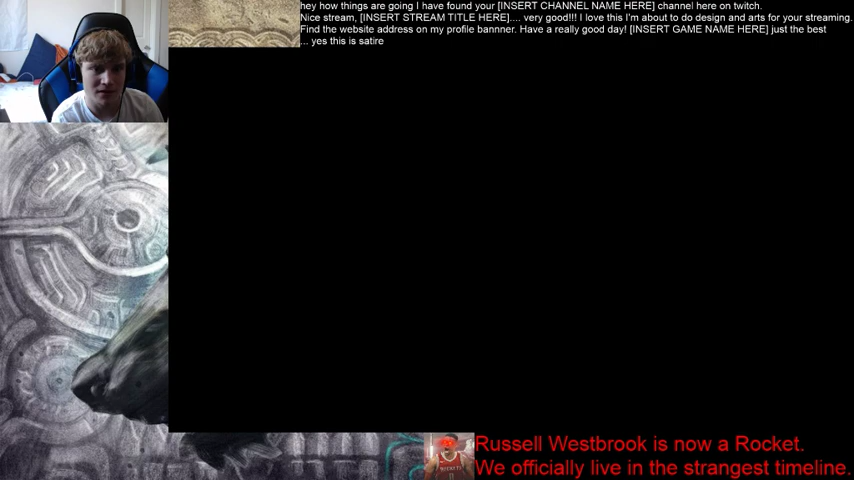 hey how things are going I have found your [INSERT CHANNEL NAME HERE] channel here on twitch.
Nice stream, [INSERT STREAM TITLE HERE].... very good!!! I love this I'm about to do design and arts for your streaming.
Find the website address on my profile bannner. Have a really good day! [INSERT GAME NAME HERE] just the best
... yes this is satire
Russell Westbrook is now a Rocket.
We officially live in the strangest timeline.